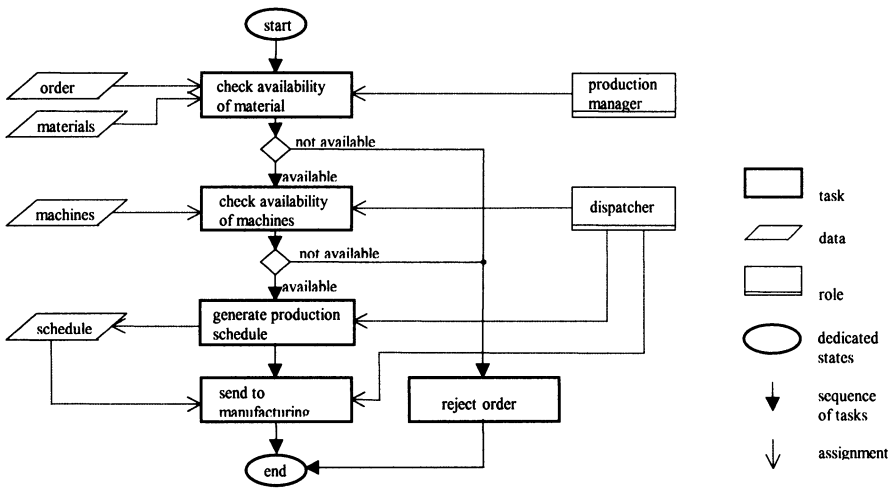 start
order
check availability
of material
production
manager
materials
not available
available
machines
check availability
of machines
dispatcher
task
not available
data
available
role
schedule
generate production
schedule
dedicated
states
send to
manufacturing
reject order
sequence
of tasks
end
assignment